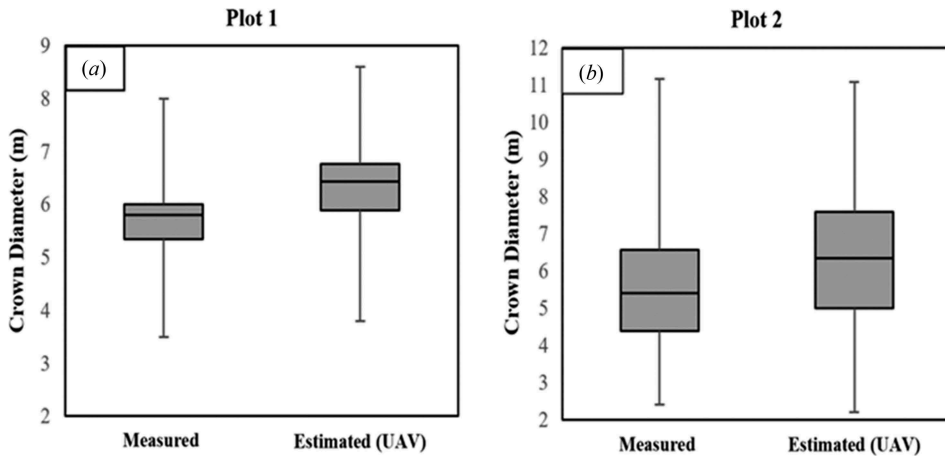 Plot 1
(a)
Crown Diameter (m)
9
8
7
6
5
4
3
2
Measured Estimated (UAV)
Plot 2
(b)
Crown Diameter (m)
12
11
10
9
8
7
6
5
4
3
2
Measured Estimated (UAV)